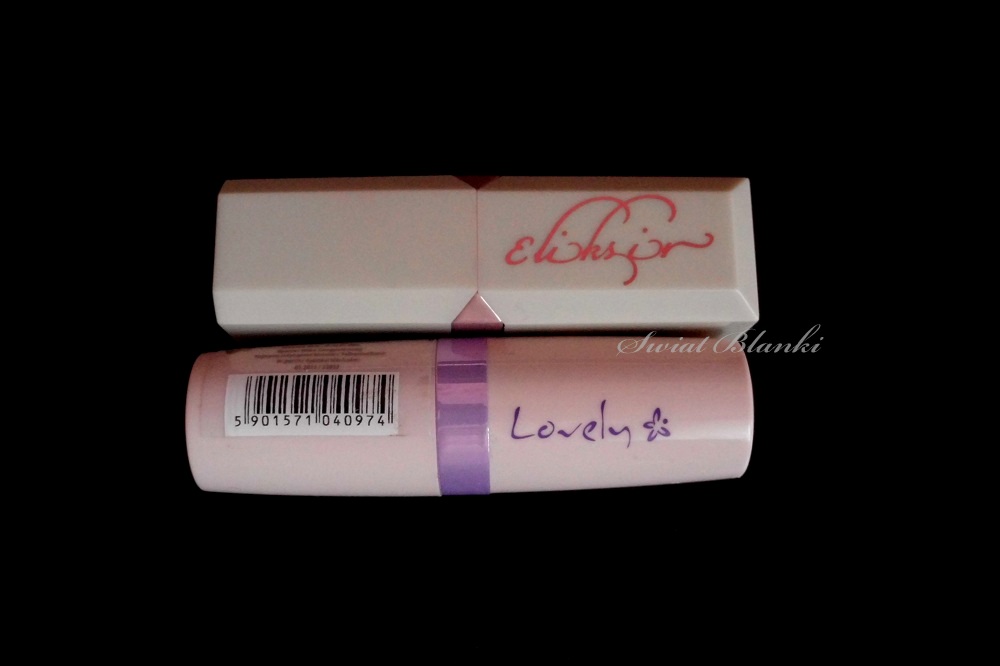 Eliksir
Swiat Blanki
Lovely
5 901571 040974